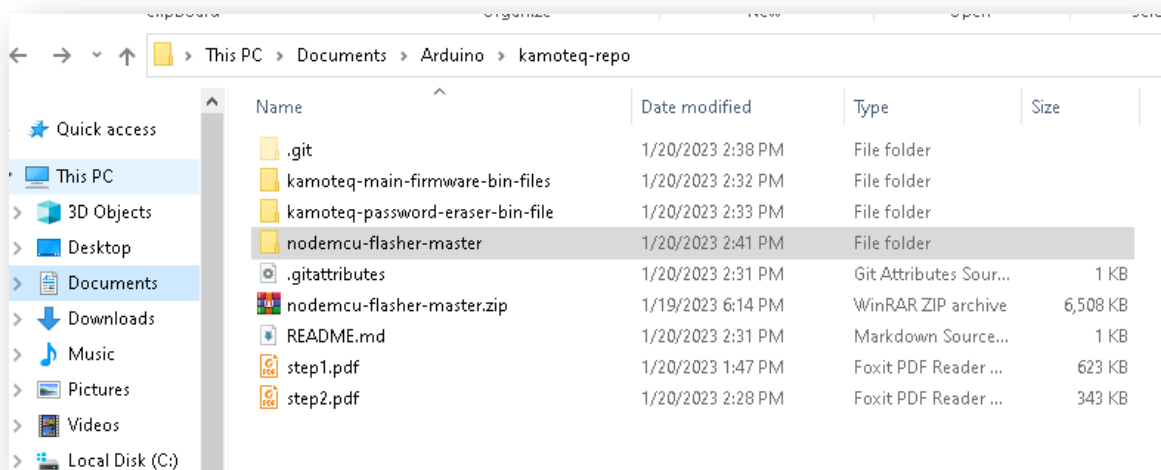 Clipboard Organize New Open
This PC > Documents > Arduino > kamoteq-repo
Name Date modified Type Size
Quick access
.git 1/20/2023 2:38 PM File folder
This PC
kamoteq-main-firmware-bin-files 1/20/2023 2:32 PM File folder
3D Objects
kamoteq-password-eraser-bin-file 1/20/2023 2:33 PM File folder
Desktop
nodemcu-flasher-master 1/20/2023 2:41 PM File folder
Documents
.gitattributes 1/20/2023 2:31 PM Git Attributes Sour... 1 KB
Downloads
nodemcu-flasher-master.zip 1/19/2023 6:14 PM WinRAR ZIP archive 6,508 KB
README.md 1/20/2023 2:31 PM Markdown Source... 1 KB
Music
step1.pdf 1/20/2023 1:47 PM Foxit PDF Reader ... 623 KB
Pictures
step2.pdf 1/20/2023 2:28 PM Foxit PDF Reader ... 343 KB
Videos
Local Disk (C:)